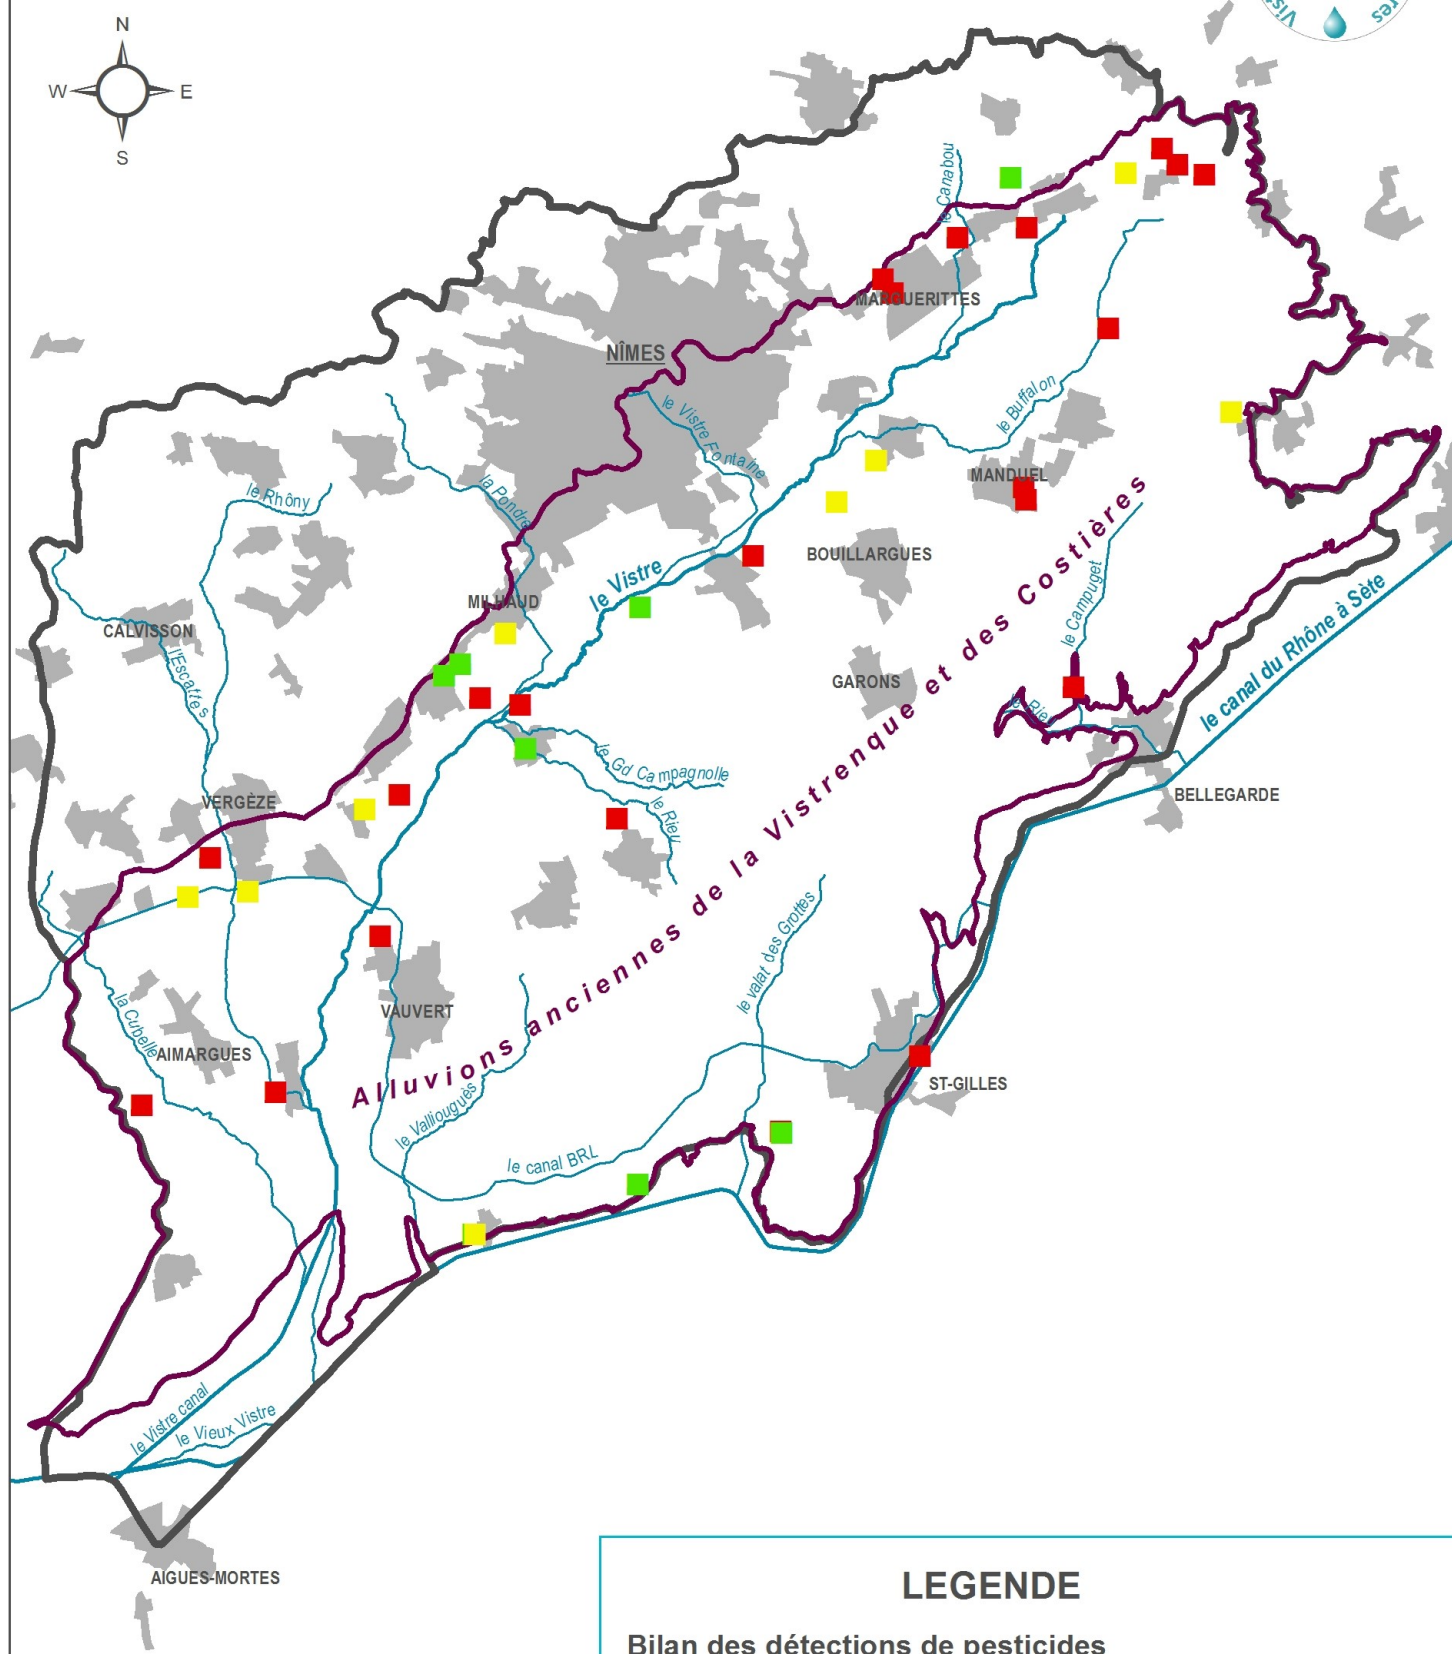 N
W
E
S
Vist
res
le Canabou
MARGUERITTES
NÎMES
le Vistre Fontaine
le Buffalon
la Pondre
le Rhôny
MANDUEL
BOUILLARGUES
le Vistre
MILHAUD
CALVISSON
l'Escattes
le Campuget
GARONS
le Rieu
le canal du Rhône à Sète
BELLEGARDE
le Gd Campagnolle
le Rieu
VERGÈZE
Alluvions anciennes de la Vistrenque et des Costières
le valat des Grottes
VAUVERT
la Cubelle
AIMARGUES
ST-GILLES
le Valliouguès
le canal BRL
le Vistre canal
le Vieux Vistre
AIGUES-MORTES
LEGENDE
Bilan des détections de pesticides